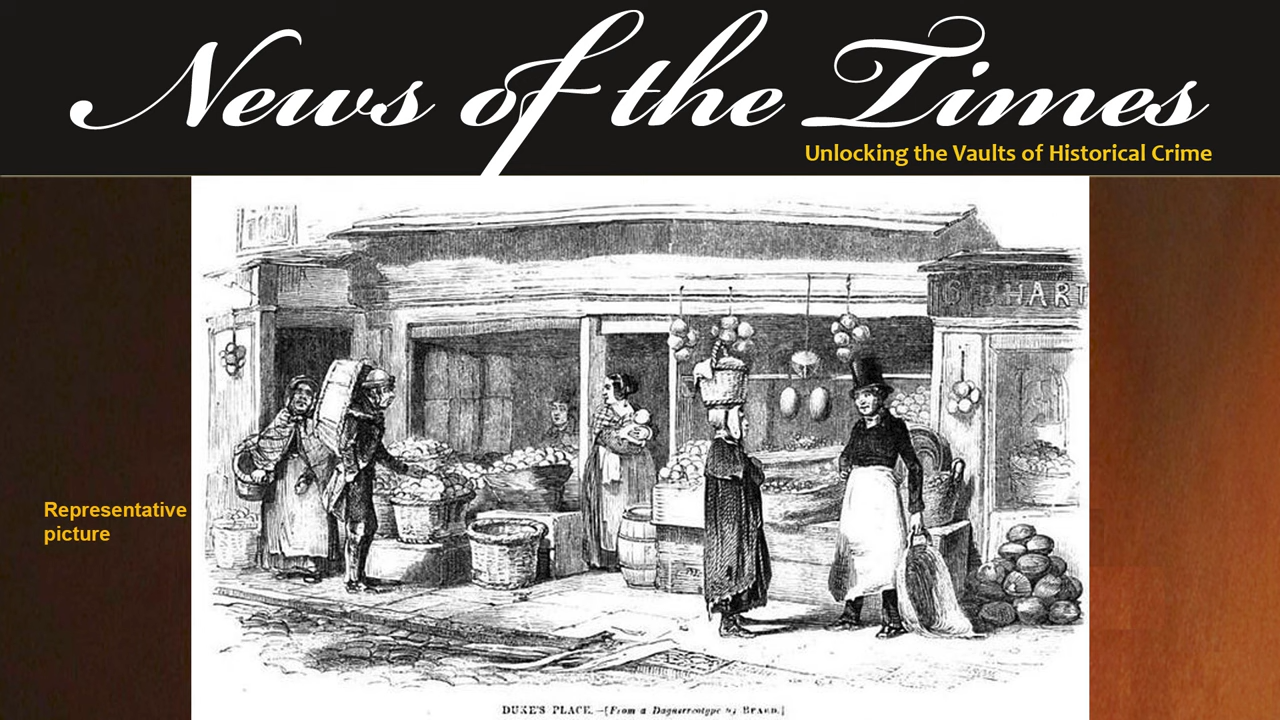 News of the Times
Unlocking the Vaults of Historical Crime
HART
Representative
picture
DUKE'S PLACE.—[From a Daguerreotype by BEARD.]